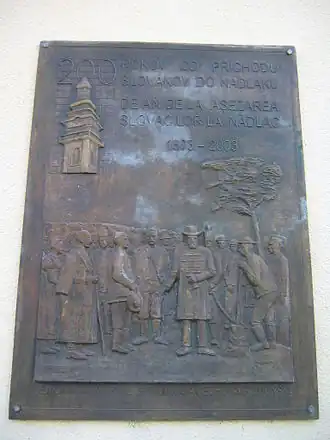 200
ROKOV OD PRÍCHODU
SLOVÁKOV DO NADLAKU
DE ANI DE LA AȘEZAREA
SLOVACILOR LA NĂDLAC
1803 - 2003